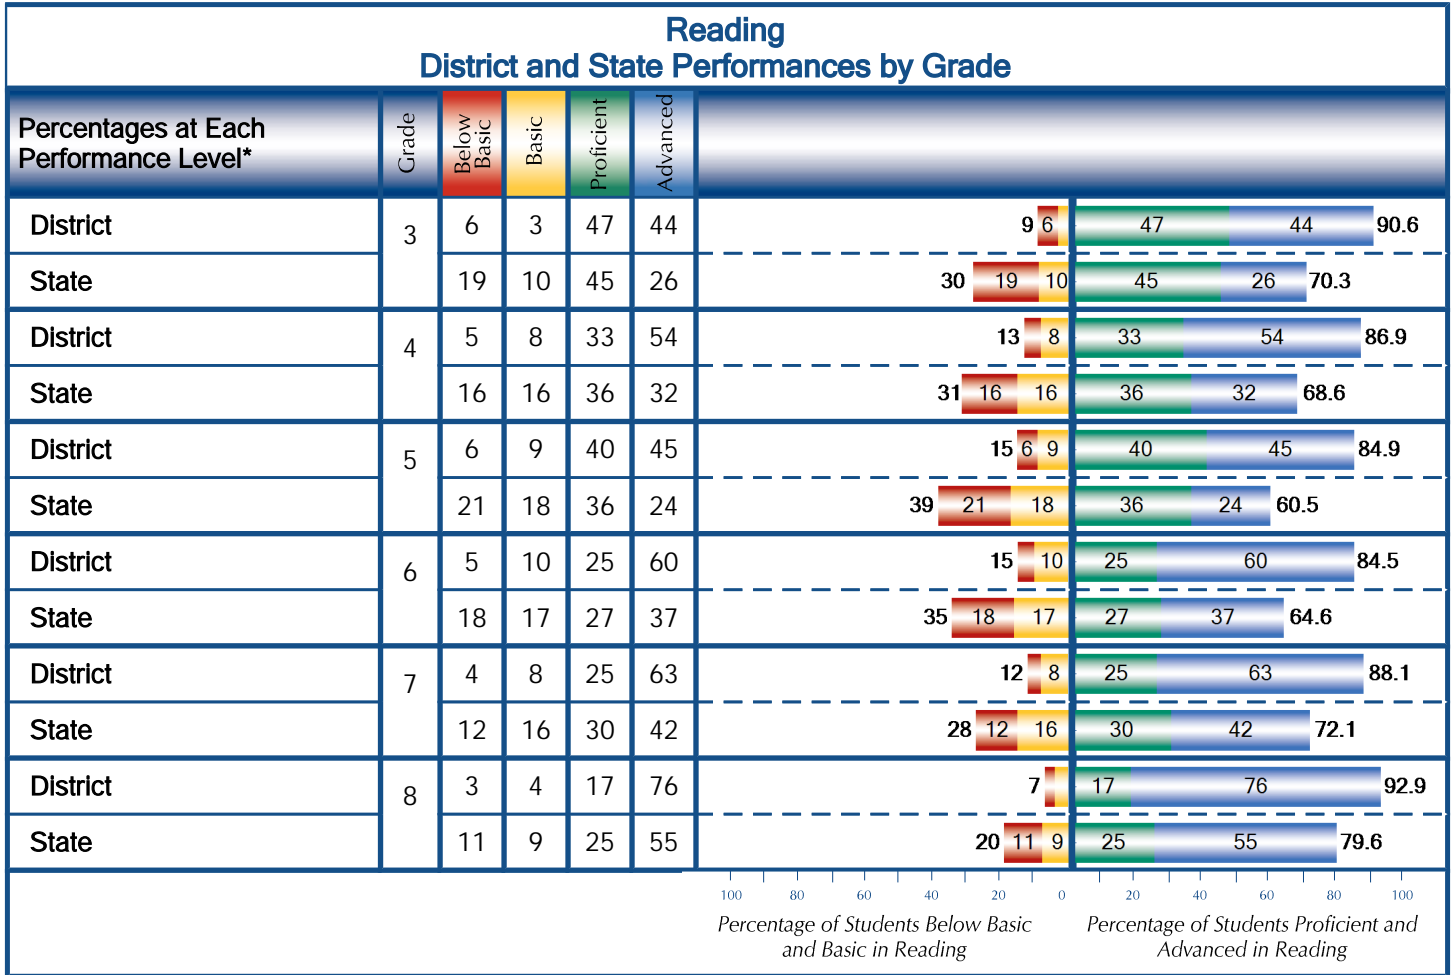 Reading
District and State Performances by Grade
Percentages at Each
Performance Level*
Grade
Below
Basic
Basic
Proficient
Advanced
District 3 6 3 47 44 9 6 47 44 90.6
State 19 10 45 26 30 19 10 45 26 70.3
District 4 5 8 33 54 13 8 33 54 86.9
State 16 16 36 32 31 16 16 36 32 68.6
District 5 6 9 40 45 15 6 9 40 45 84.9
State 21 18 36 24 39 21 18 36 24 60.5
District 6 5 10 25 60 15 10 25 60 84.5
State 18 17 27 37 35 18 17 27 37 64.6
District 7 4 8 25 63 12 8 25 63 88.1
State 12 16 30 42 28 12 16 30 42 72.1
District 8 3 4 17 76 7 17 76 92.9
State 11 9 25 55 20 11 9 25 55 79.6
100 80 60 40 20 0 20 40 60 80 100
Percentage of Students Below Basic
and Basic in Reading
Percentage of Students Proficient and
Advanced in Reading